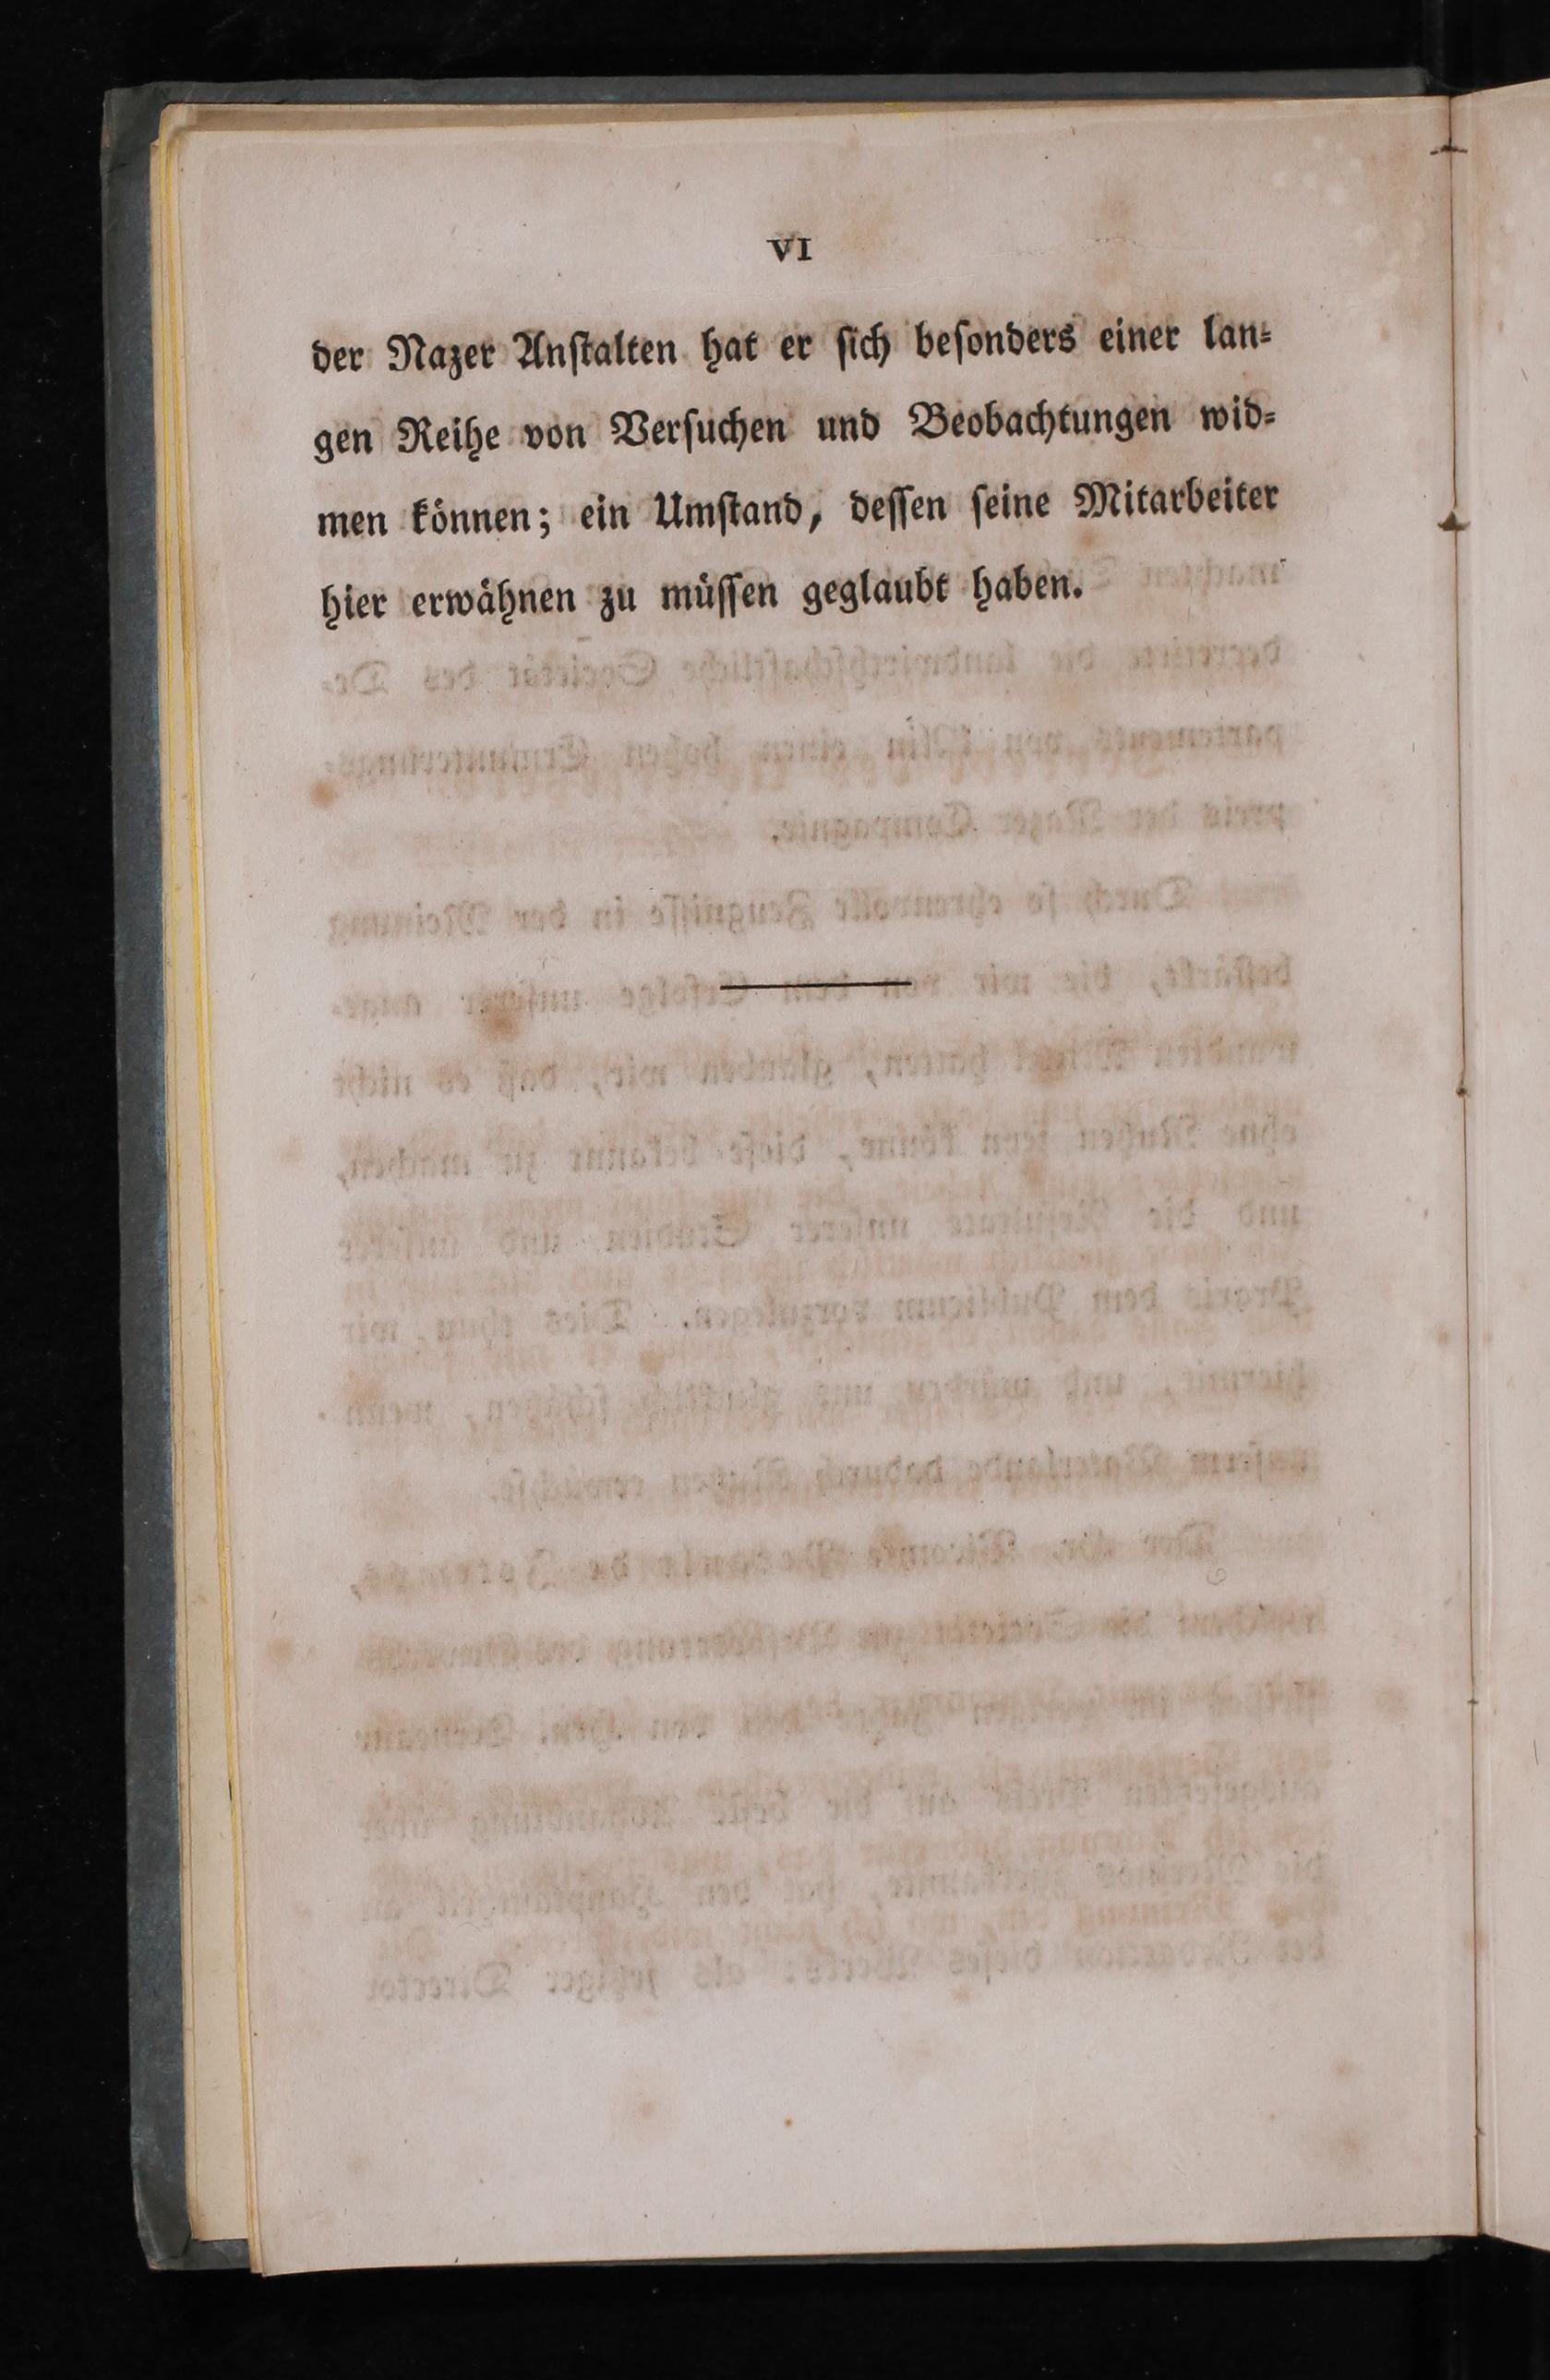 VI
der Nazer Anſtalten hat er ſich beſonders einer lan⸗
gen Reihe von Verſuchen und Beobachtungen wid⸗
men können; ein Umſtand, deſſen ſeine Mitarbeiter
hier erwähnen zu müſſen geglaubt haben.